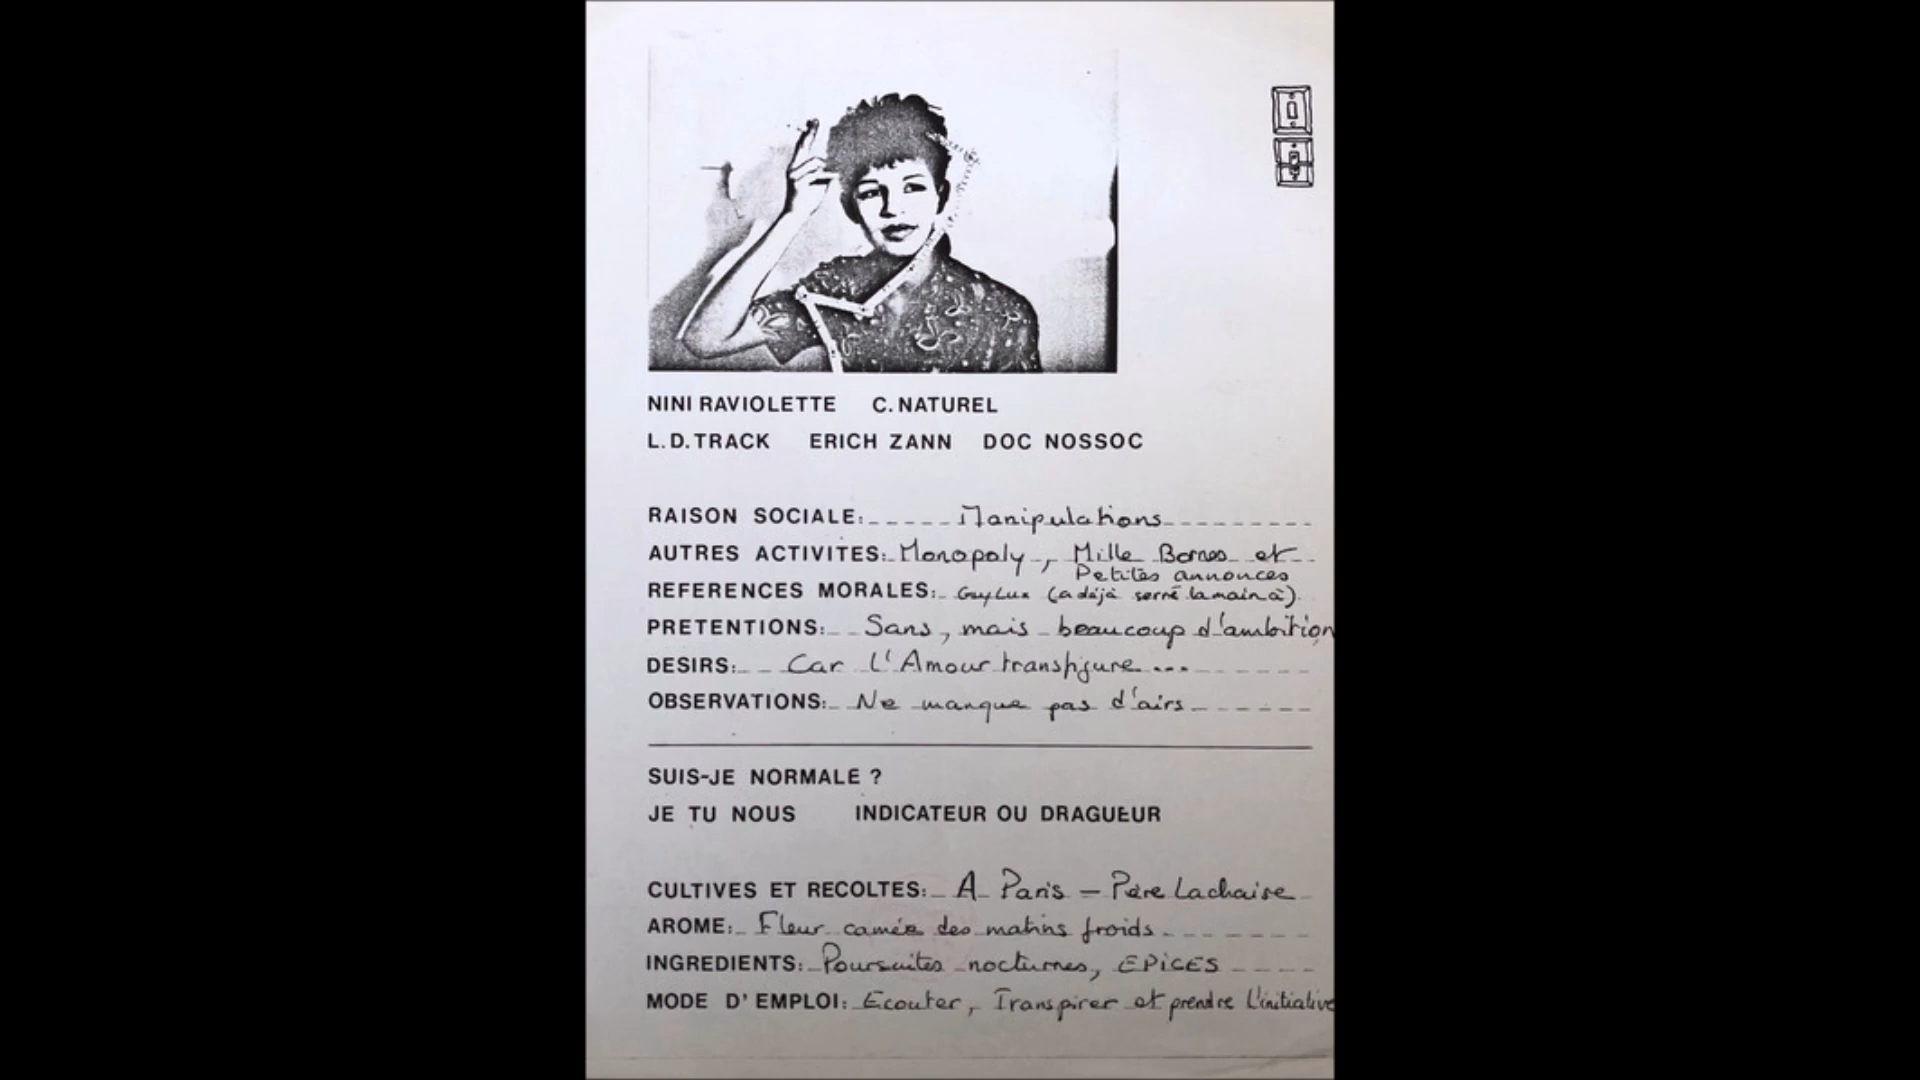 NINI RAVIOLETTE C. NATUREL
L.D. TRACK ERICH ZANN DOC NOSSOC
RAISON SOCIALE: Manipulations
AUTRES ACTIVITES: Monopoly, Mille Bornes et
Petites annonces
REFERENCES MORALES: Guy Lux (a déjà serré la main à)
PRETENTIONS: Sans, mais beaucoup d'ambition
DESIRS: Car L'Amour transfigure...
OBSERVATIONS: Ne manque pas d'airs
SUIS-JE NORMALE ?
JE TU NOUS INDICATEUR OU DRAGUEUR
CULTIVES ET RECOLTES: A Paris - Père Lachaise
AROME: Fleur camée des matins froids
INGREDIENTS: Poursuites nocturnes, EPICES
MODE D'EMPLOI: Ecouter, Transpirer et prendre L'initiative